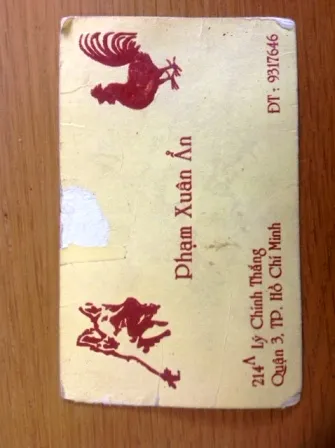 Phạm Xuân Ẩn
214A Lý Chính Thắng
Quận 3, TP. Hồ Chí Minh
ĐT: 9317646